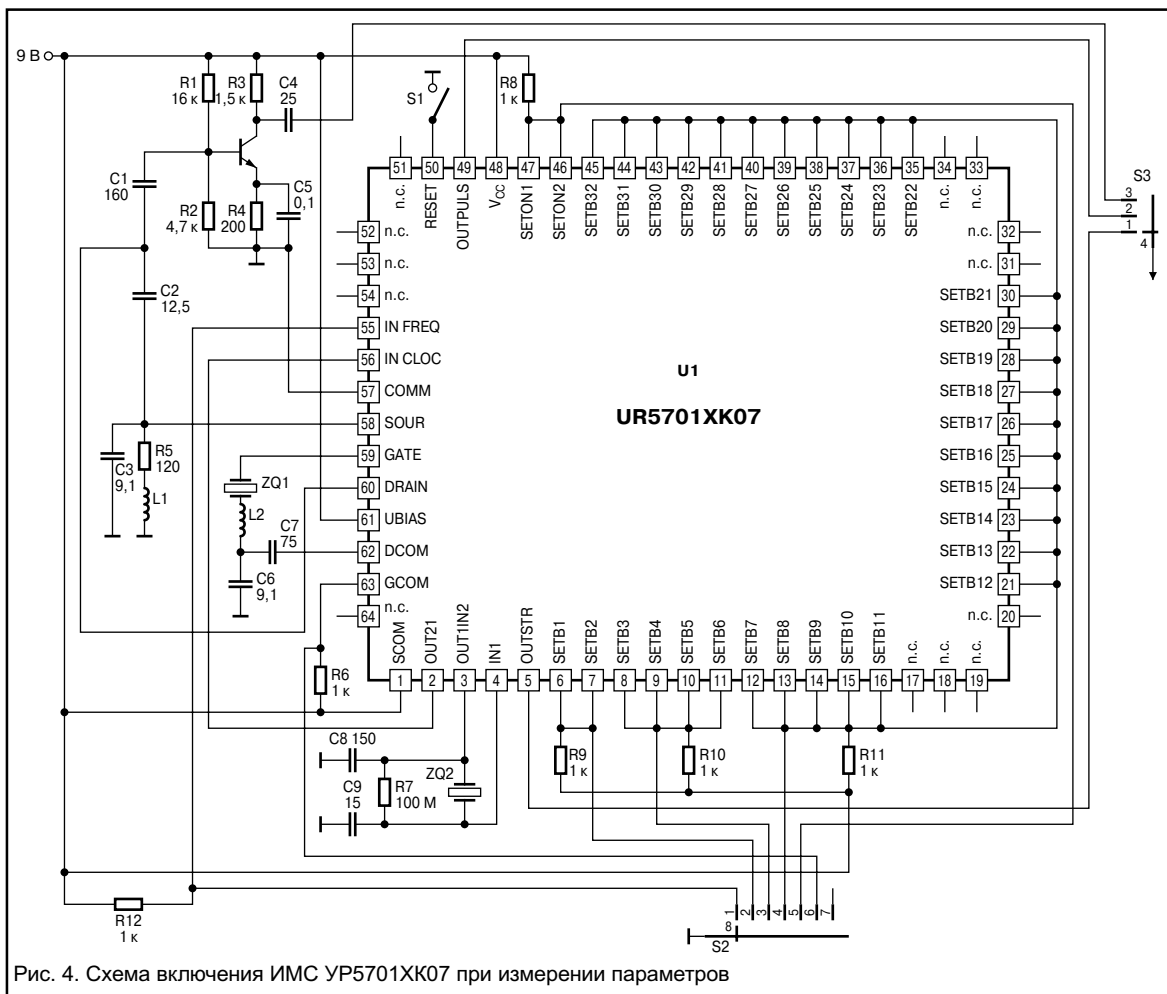 9 В
R1
16 к
R3
1,5 к
C4
25
S1
R8
1 к
C1
160
R2
4,7 к
R4
200
C5
0,1
C2
12,5
C3
9,1
R5
120
L1
ZQ1
L2
C7
75
C6
9,1
51
50
49
48
47
46
45
44
43
42
41
40
39
38
37
36
35
34
33
n.c.
RESET
OUTPULS
VCC
SETON1
SETON2
SETB32
SETB31
SETB30
SETB29
SETB28
SETB27
SETB26
SETB25
SETB24
SETB23
SETB22
n.c.
n.c.
S3
3
2
1
4
52 n.c.
53 n.c.
54 n.c.
55 IN FREQ
56 IN CLOC
57 COMM
58 SOUR
59 GATE
60 DRAIN
61 UBIAS
62 DCOM
63 GCOM
64 n.c.
U1
UR5701XK07
n.c. 32
n.c. 31
SETB21 30
SETB20 29
SETB19 28
SETB18 27
SETB17 26
SETB16 25
SETB15 24
SETB14 23
SETB13 22
SETB12 21
n.c. 20
SCOM
OUT21
OUT1IN2
IN1
OUTSTR
SETB1
SETB2
SETB3
SETB4
SETB5
SETB6
SETB7
SETB8
SETB9
SETB10
SETB11
n.c.
n.c.
n.c.
1
2
3
4
5
6
7
8
9
10
11
12
13
14
15
16
17
18
19
R6
1 к
C8 150
C9
15
R7
100 М
ZQ2
R9
1 к
R10
1 к
R11
1 к
R12
1 к
1
2
3
4
5
6
7
8
S2
Рис. 4. Схема включения ИМС УР5701ХК07 при измерении параметров